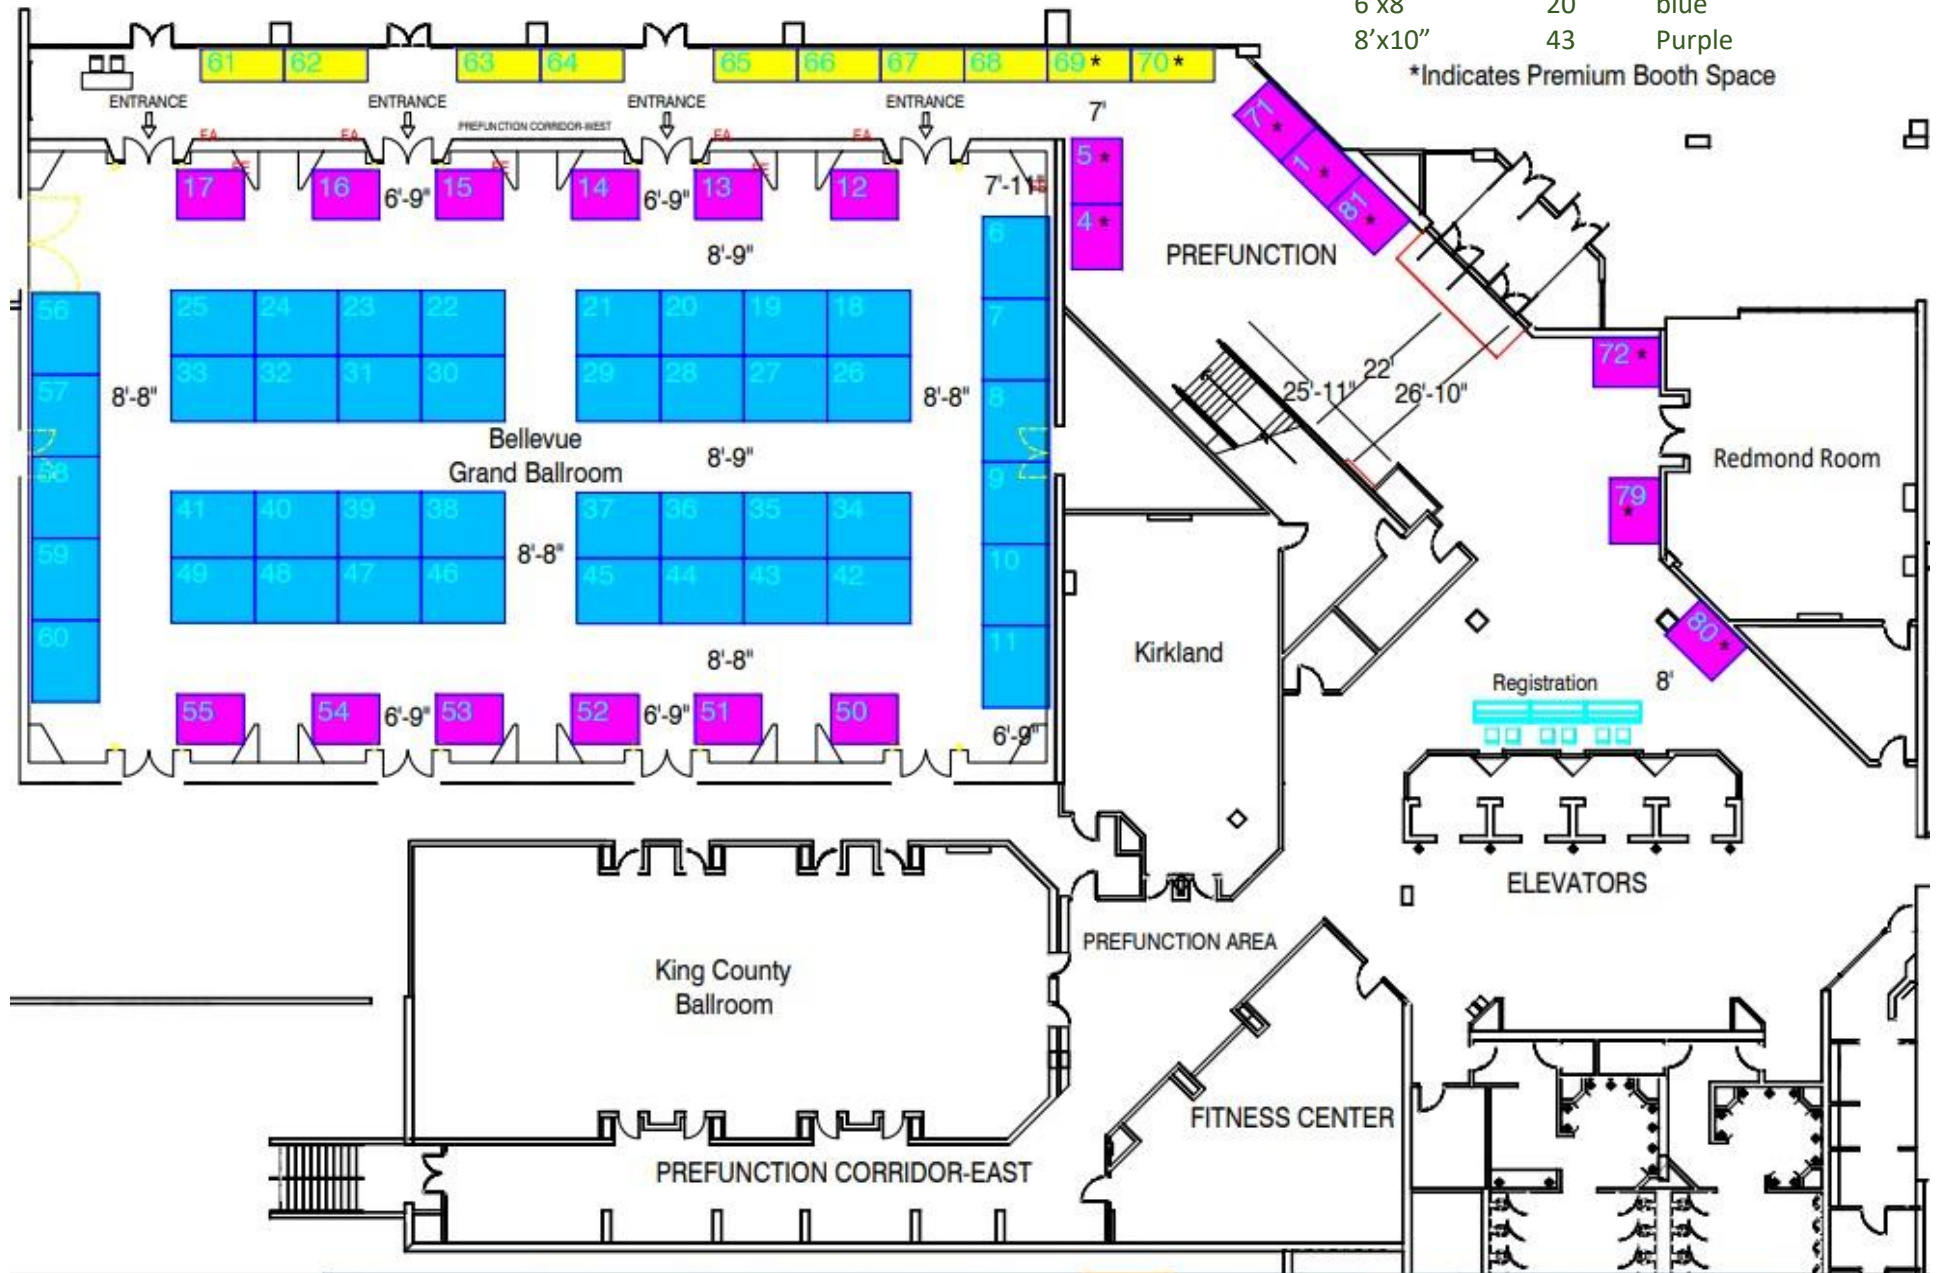 6'x8' 20 blue
8’x10” 43 Purple
*Indicates Premium Booth Space
61 62 63 64 65 66 67 68 69* 70*
ENTRANCE ENTRANCE ENTRANCE ENTRANCE
7'
71*
PREFUNCTION CORRIDOR-WEST
EA EA EA EA
FE FE FE
5*
1*
17 16 6'-9" 15 14 6'-9" 13 12 7'-11"
81*
4*
6
8'-9"
PREFUNCTION
56 25 24 23 22 21 20 19 18
7
72*
33 32 31 30 29 28 27 26
22'
57 8'-8" 8'-8" 8 25'-11" 26'-10"
Bellevue
Grand Ballroom
8'-9"
Redmond Room
58
9
79*
41 40 39 38 37 36 35 34
59 8'-8" 10
49 48 47 46 45 44 43 42
80*
60 11
8'-8"
Kirkland
Registration 8'
55 54 6'-9" 53 52 6'-9" 51 50 6'-9"
ELEVATORS
PREFUNCTION AREA
King County
Ballroom
FITNESS CENTER
PREFUNCTION CORRIDOR-EAST